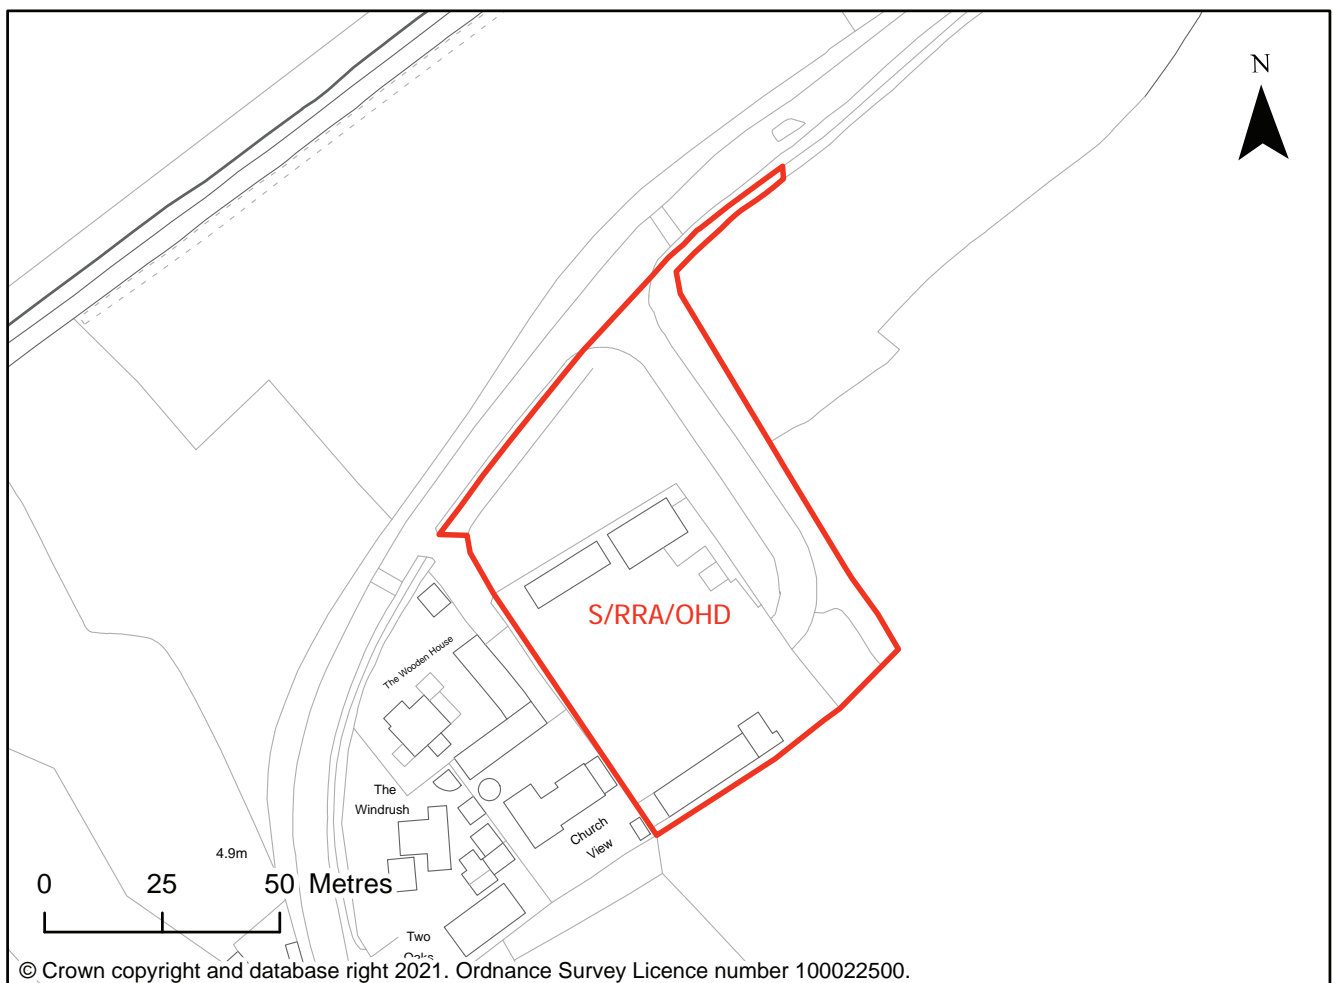 N
S/RRA/OHD
The Wooden House
The
Windrush
Church
View
4.9m
0 25 50 Metres
Two
Oaks
© Crown copyright and database right 2021. Ordnance Survey Licence number 100022500.